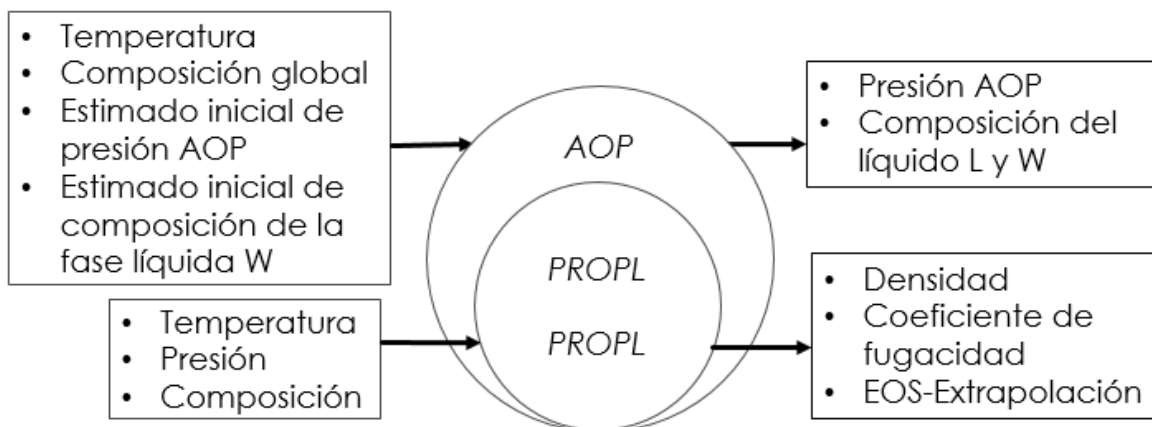 • Temperatura
• Composición global
• Estimado inicial de
presión AOP
• Estimado inicial de
composición de la
fase líquida W
AOP
• Presión AOP
• Composición del
líquido L y W
• Temperatura
• Presión
• Composición
PROPL
PROPL
• Densidad
• Coeficiente de
fugacidad
• EOS-Extrapolación